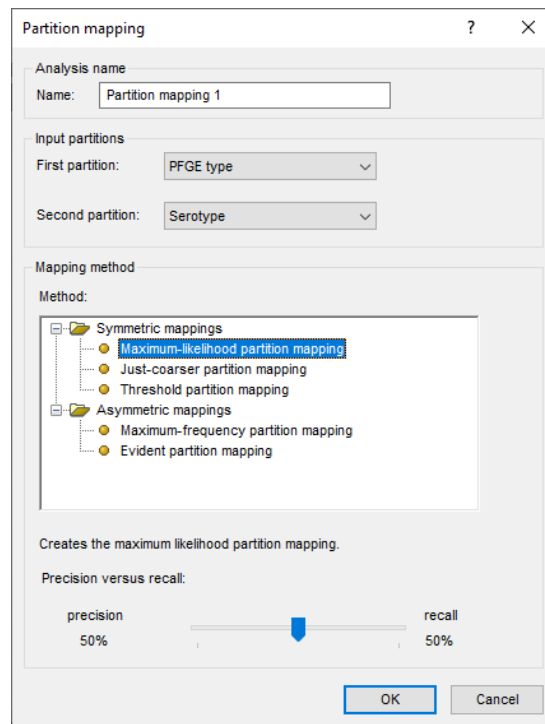 Partition mapping ?
Analysis name
Name: Partition mapping 1
Input partitions
First partition: PFGE type
Second partition: Serotype
Mapping method
Method:
Symmetric mappings
Maximum-likelihood partition mapping
Just-coarser partition mapping
Threshold partition mapping
Asymmetric mappings
Maximum-frequency partition mapping
Evident partition mapping
Creates the maximum likelihood partition mapping.
Precision versus recall:
precision recall
50% 50%
OK Cancel